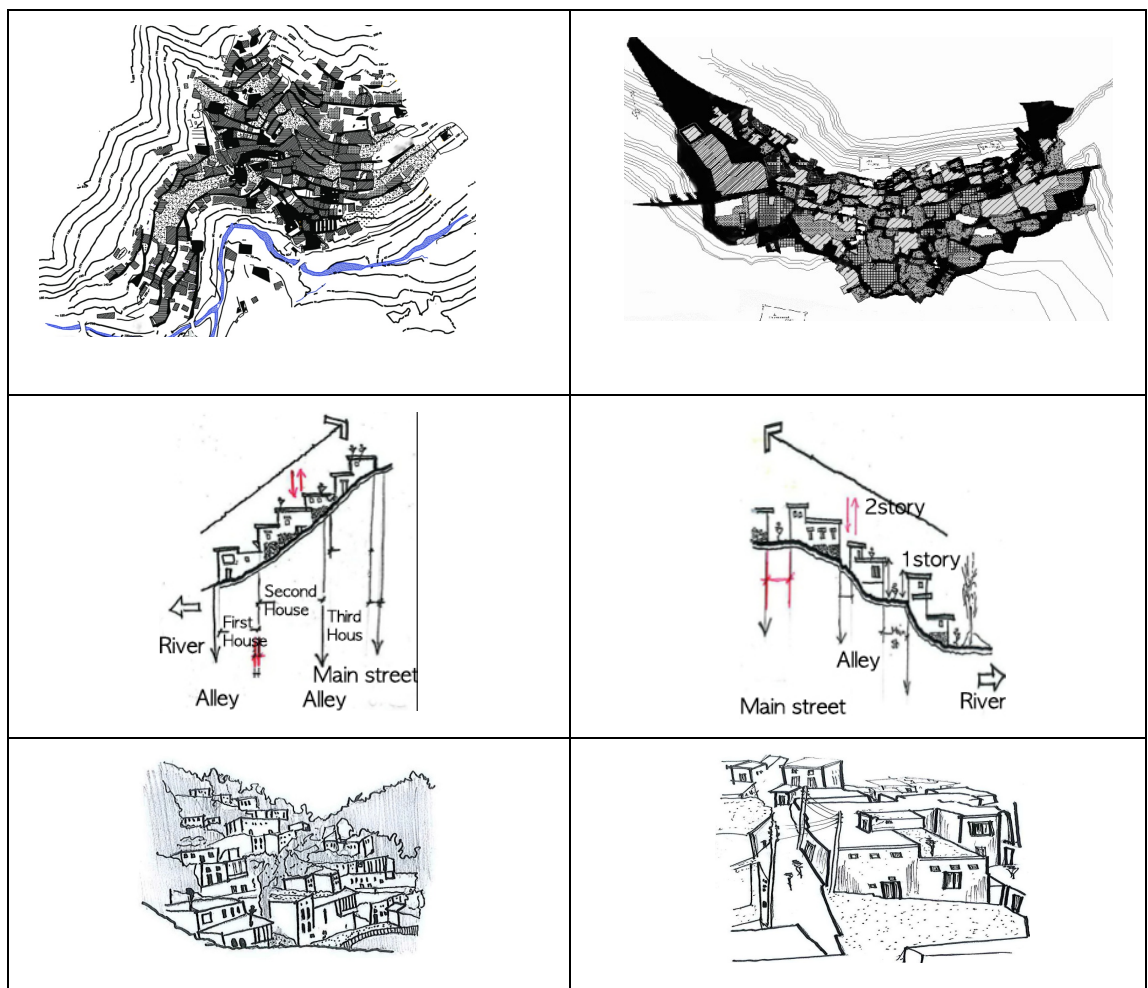 Second
House
First
House
Third
Hous
River
Main street
Alley
Alley
2story
1story
Alley
River
Main street